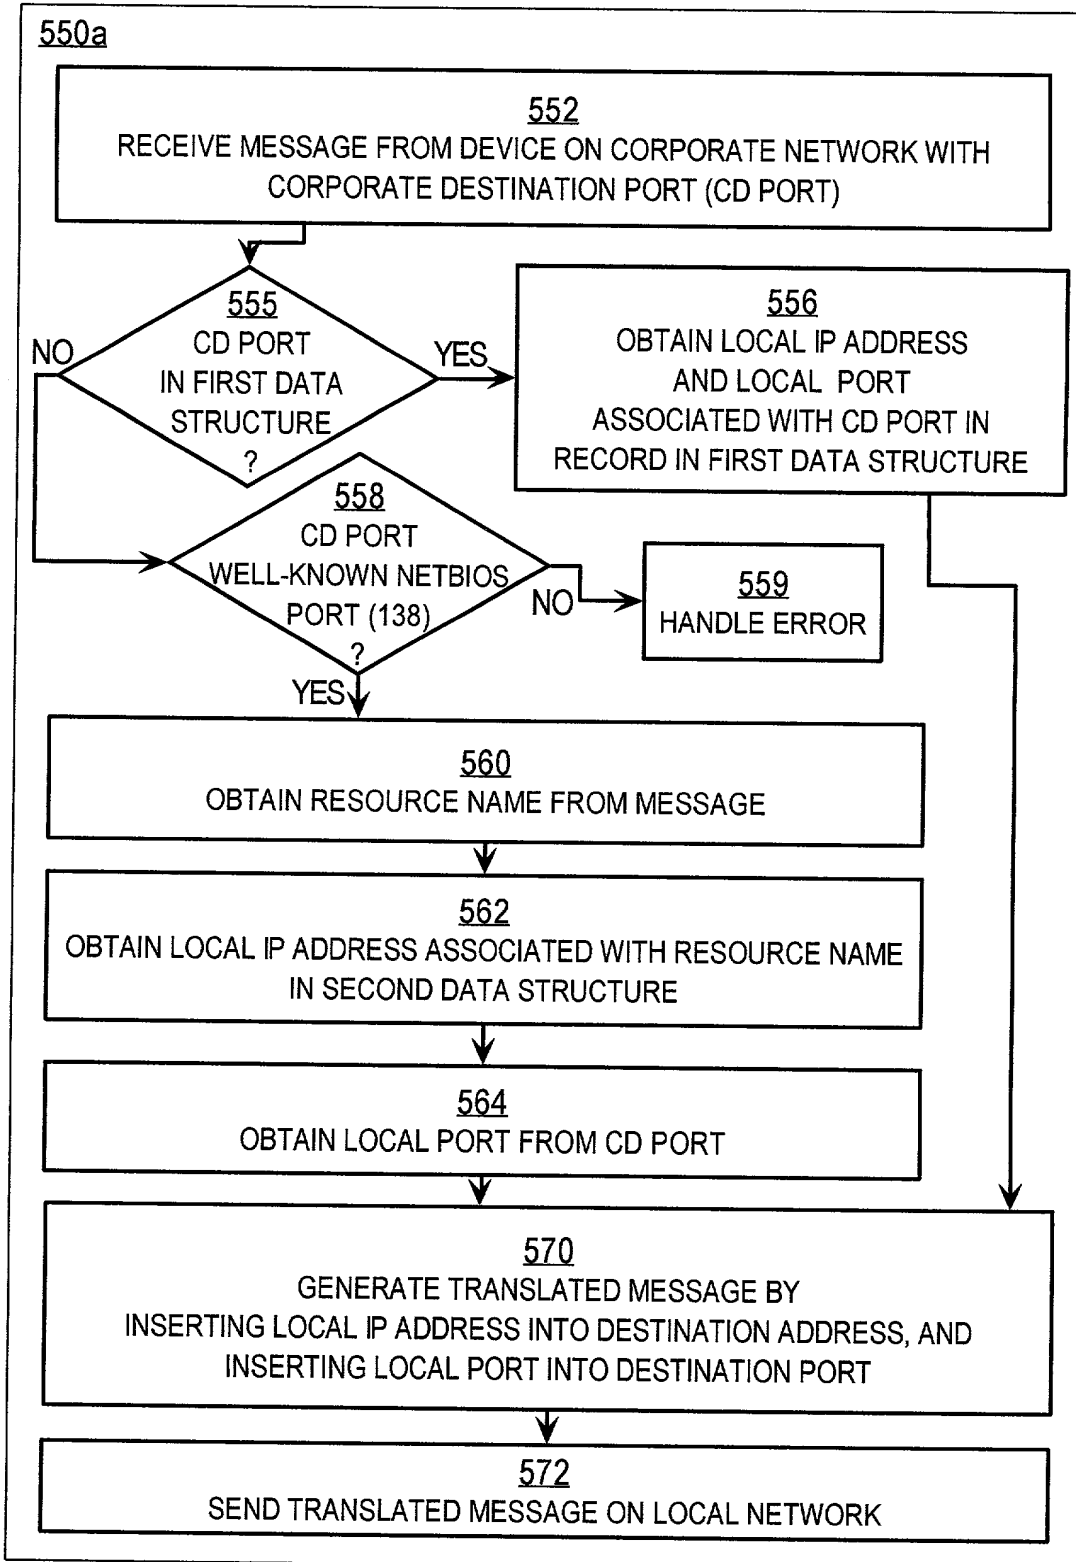 550a
552
RECEIVE MESSAGE FROM DEVICE ON CORPORATE NETWORK WITH
CORPORATE DESTINATION PORT (CD PORT)
555
CD PORT
IN FIRST DATA
STRUCTURE
?
NO
YES
556
OBTAIN LOCAL IP ADDRESS
AND LOCAL PORT
ASSOCIATED WITH CD PORT IN
RECORD IN FIRST DATA STRUCTURE
558
CD PORT
WELL-KNOWN NETBIOS
PORT (138)
?
NO
YES
559
HANDLE ERROR
560
OBTAIN RESOURCE NAME FROM MESSAGE
562
OBTAIN LOCAL IP ADDRESS ASSOCIATED WITH RESOURCE NAME
IN SECOND DATA STRUCTURE
564
OBTAIN LOCAL PORT FROM CD PORT
570
GENERATE TRANSLATED MESSAGE BY
INSERTING LOCAL IP ADDRESS INTO DESTINATION ADDRESS, AND
INSERTING LOCAL PORT INTO DESTINATION PORT
572
SEND TRANSLATED MESSAGE ON LOCAL NETWORK